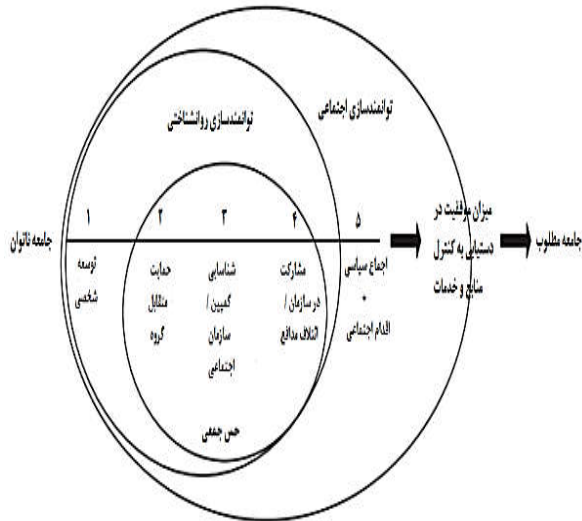 توانمندسازی اجتماعی
توانمندسازی روانشناختی
جامعه ناتوان
۱
۲
۳
۴
۵
توسعه
شخصی
حمایت
متقابل
گروه
شناسایی
کمپین /
سازمان
اجتماعی
مشارکت
در سازمان /
ائتلاف مدافع
اجماع سیاسی
+
اقدام اجتماعی
میزان موفقیت در
دستیابی به کنترل
منابع و خدمات
جامعه مطلوب
حس جمعی